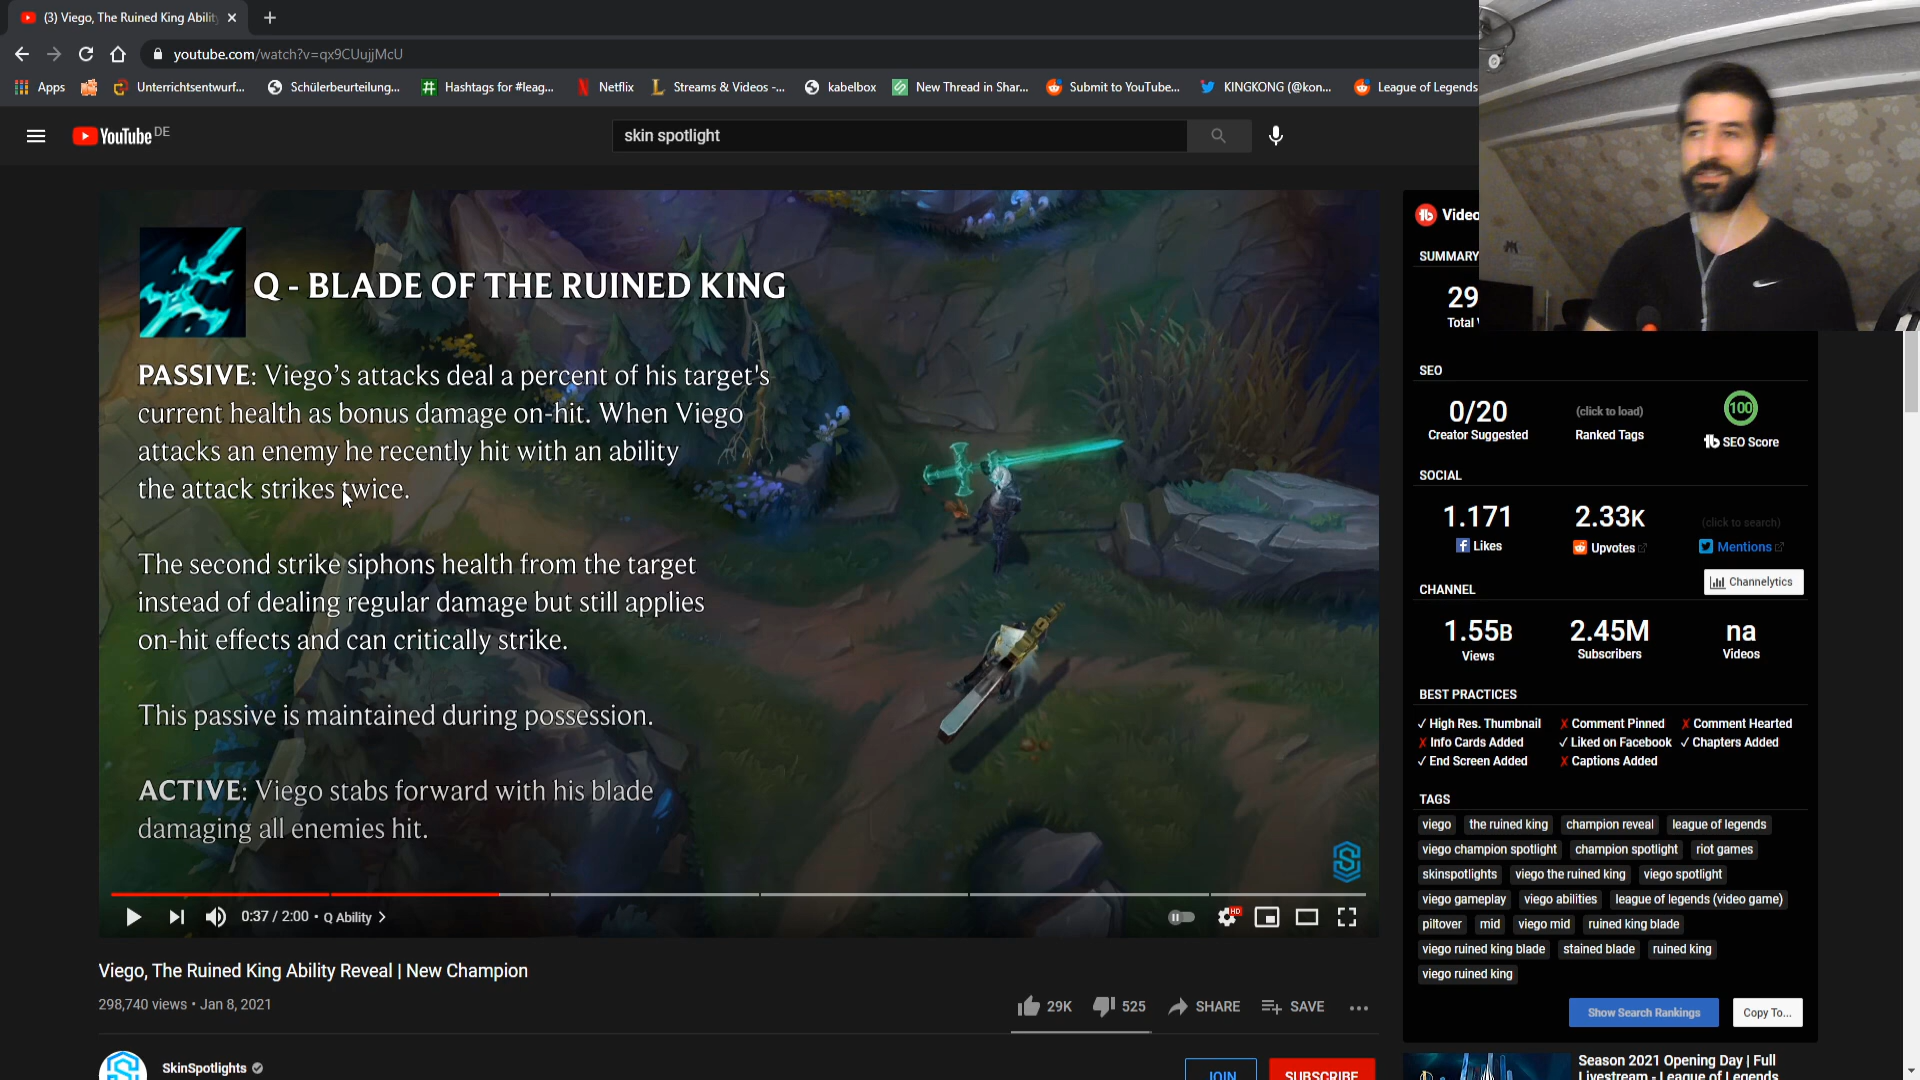 (3) Viego, The Ruined King Abilit
youtube.com/watch?v=qx9CUujjMcU
Apps
Unterrichtsentwurf...
Schülerbeurteilung...
Hashtags for #leag...
Netflix
Streams & Videos -...
kabelbox
New Thread in Shar...
Submit to YouTube...
KINGKONG (@kon...
League of Legends
YouTube DE
skin spotlight
Q - BLADE OF THE RUINED KING
PASSIVE: Viego's attacks deal a percent of his target's
current health as bonus damage on-hit. When Viego
attacks an enemy he recently hit with an ability
the attack strikes twice.
The second strike siphons health from the target
instead of dealing regular damage but still applies
on-hit effects and can critically strike.
This passive is maintained during possession.
ACTIVE: Viego stabs forward with his blade
damaging all enemies hit.
0:37 / 2:00 • Q Ability
HD
Viego, The Ruined King Ability Reveal | New Champion
298,740 views • Jan 8, 2021
29K
525
SHARE
SAVE
SkinSpotlights
JOIN
SUBSCRIBE
Video
SUMMARY
29
Total
SEO
0/20
Creator Suggested
(click to load)
Ranked Tags
100
SEO Score
SOCIAL
1.171
Likes
2.33K
Upvotes
(click to search)
Mentions
Channelytics
CHANNEL
1.55B
Views
2.45M
Subscribers
na
Videos
BEST PRACTICES
✓ High Res. Thumbnail ✗ Comment Pinned ✗ Comment Hearted
✗ Info Cards Added ✓ Liked on Facebook ✓ Chapters Added
✓ End Screen Added ✗ Captions Added
TAGS
viego the ruined king champion reveal league of legends
viego champion spotlight champion spotlight riot games
skinspotlights viego the ruined king viego spotlight
viego gameplay viego abilities league of legends (video game)
piltover mid viego mid ruined king blade
viego ruined king blade stained blade ruined king
viego ruined king
Show Search Rankings
Copy To...
Season 2021 Opening Day | Full
Livestream - League of Legends